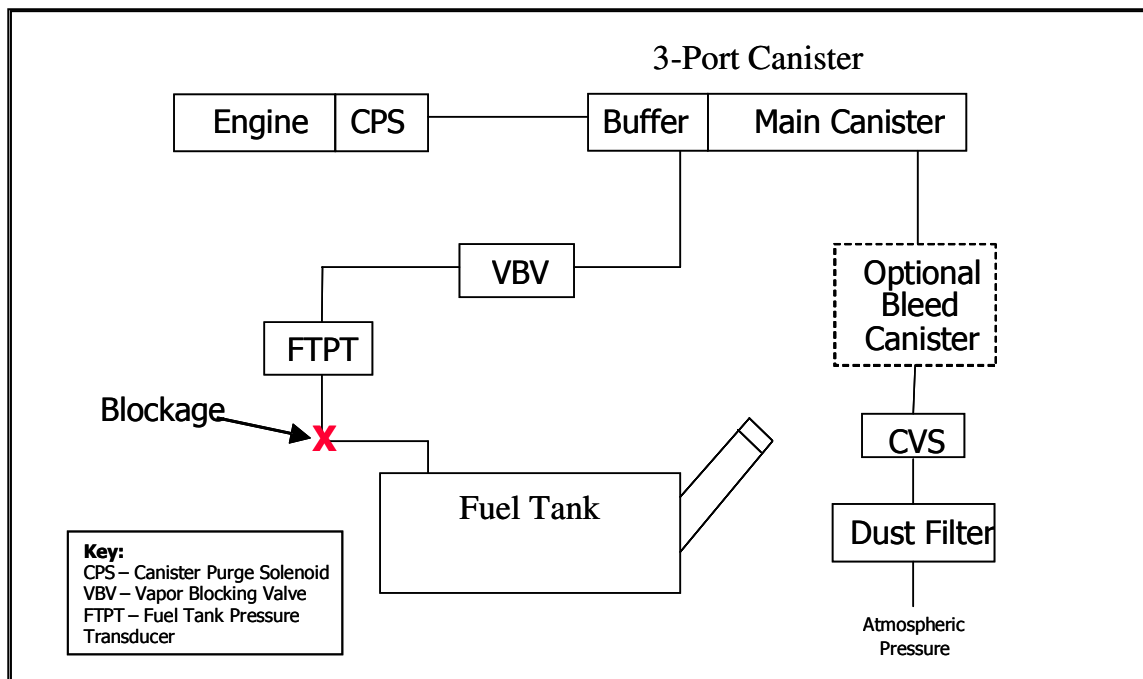 3-Port Canister
Engine
CPS
Buffer
Main Canister
VBV
Optional
Bleed
Canister
FTPT
Blockage
X
CVS
Fuel Tank
Dust Filter
Key:
CPS – Canister Purge Solenoid
VBV – Vapor Blocking Valve
FTPT – Fuel Tank Pressure
Transducer
Atmospheric
Pressure